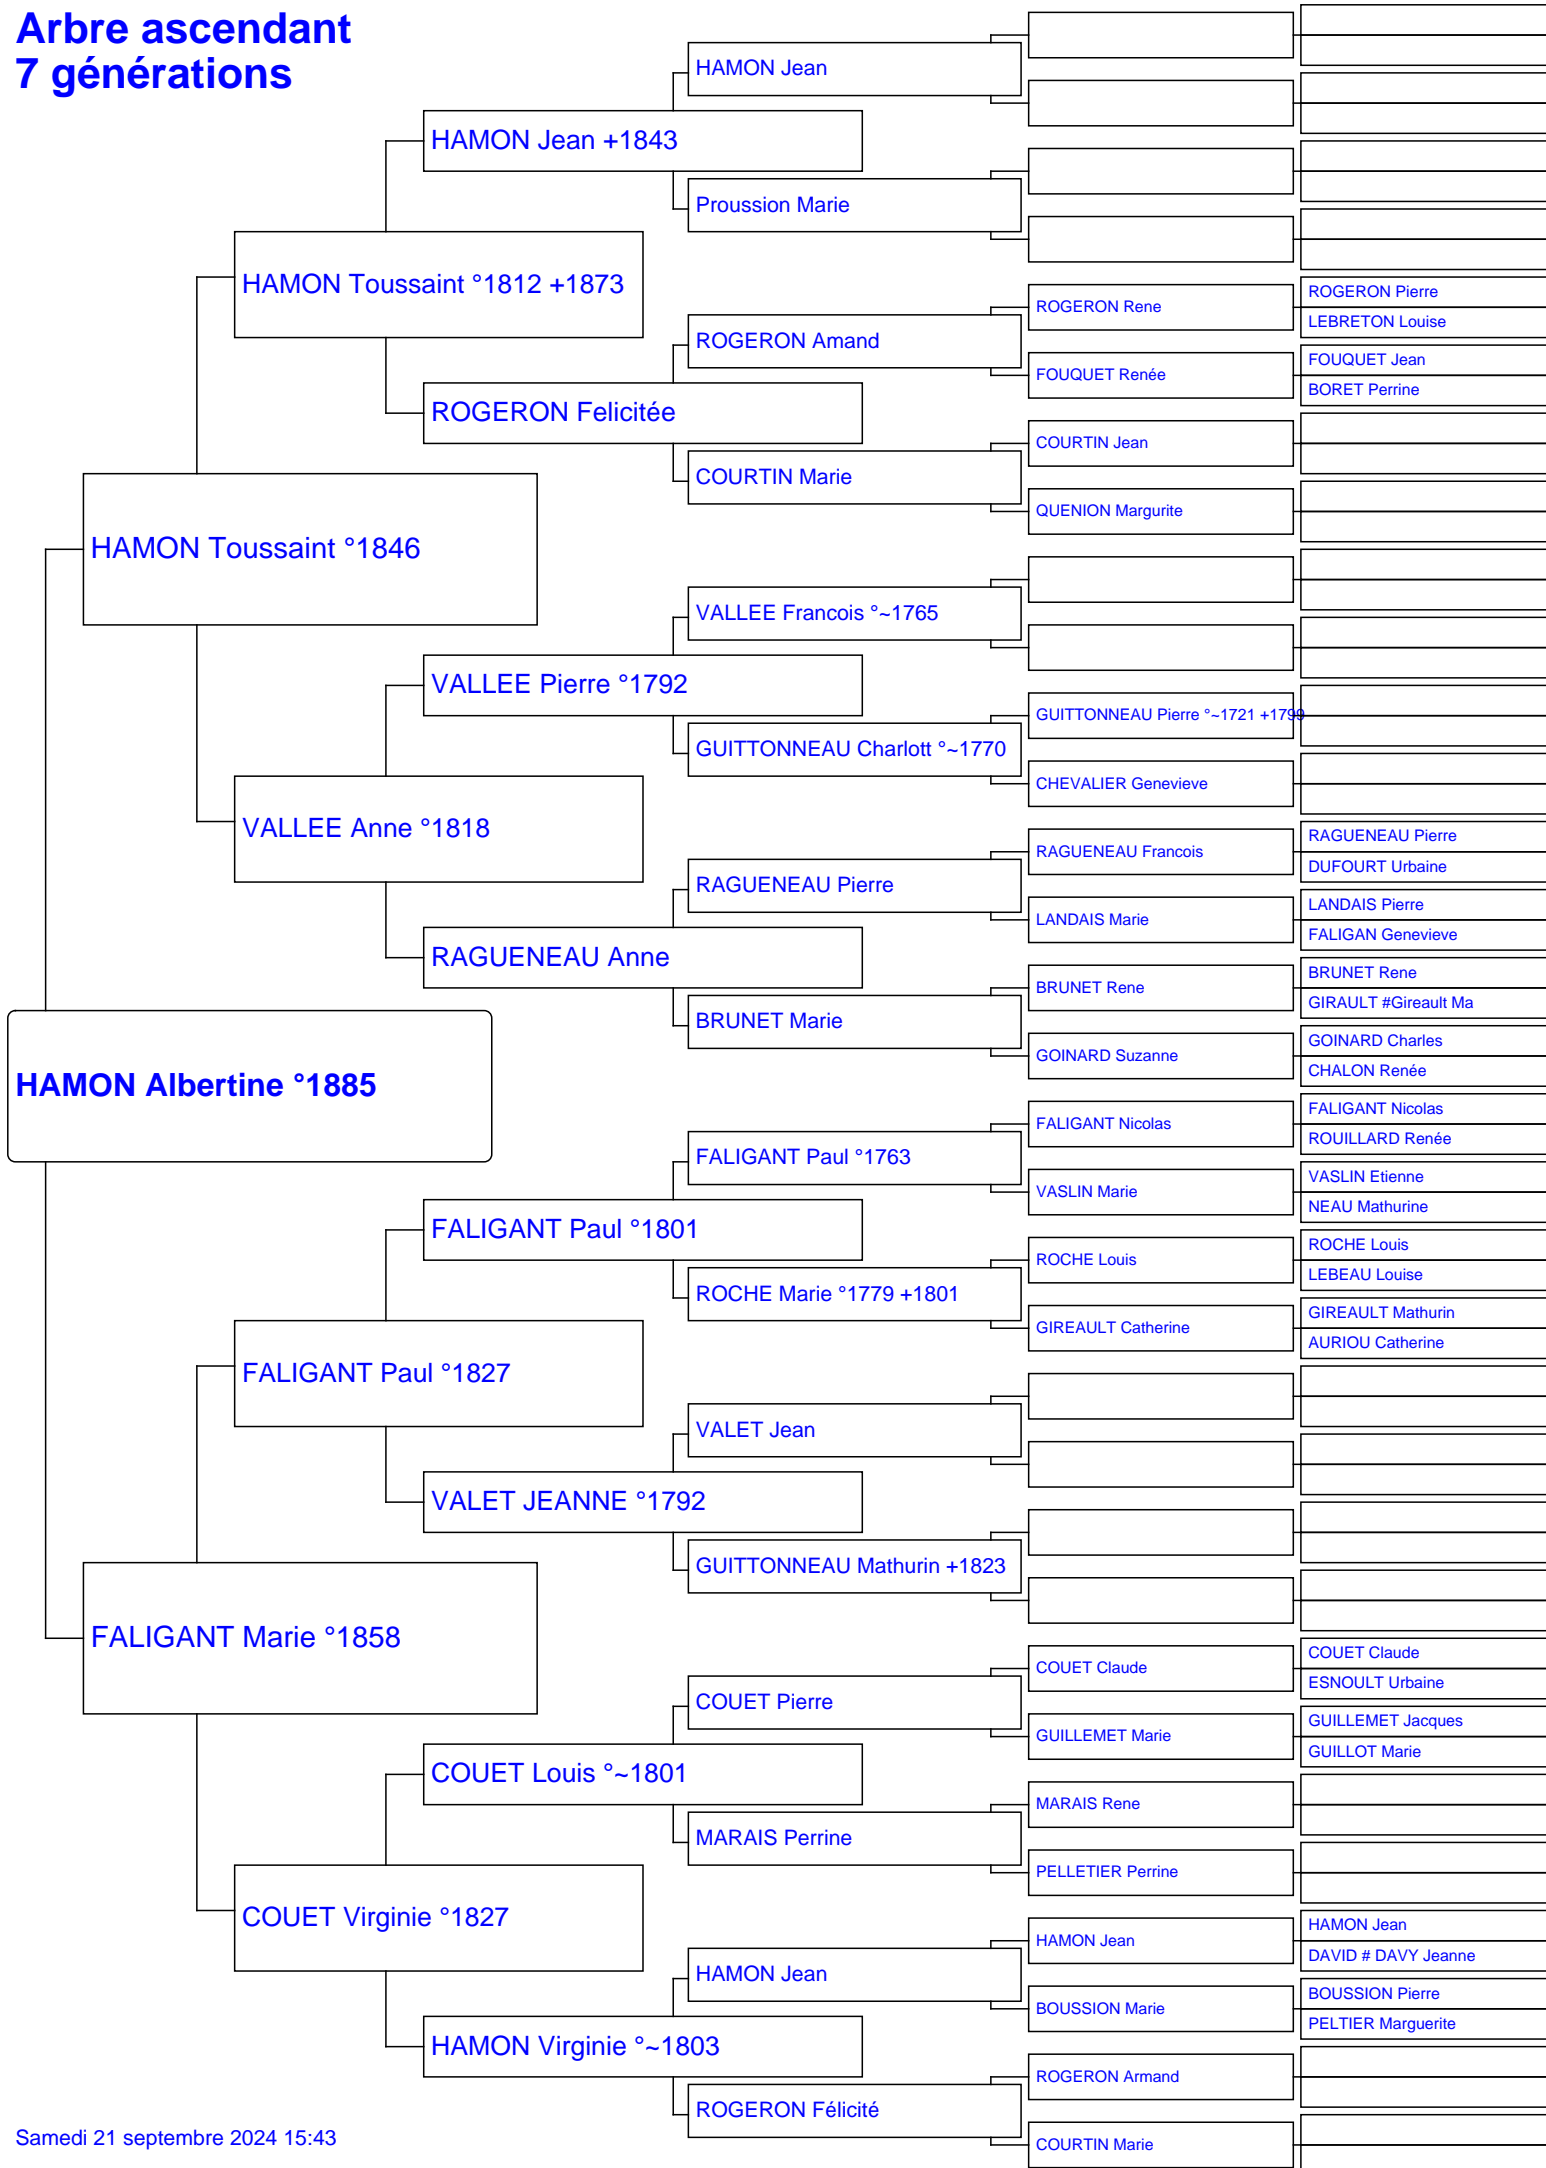 Arbre ascendant
7 générations
HAMON Jean
HAMON Jean +1843
Proussion Marie
HAMON Toussaint °1812 +1873
ROGERON Rene
ROGERON Pierre
LEBRETON Louise
ROGERON Amand
FOUQUET Renée
FOUQUET Jean
BORET Perrine
ROGERON Felicitée
COURTIN Jean
COURTIN Marie
QUENION Margurite
HAMON Toussaint °1846
VALLEE Francois °~1765
VALLEE Pierre °1792
GUITTONNEAU Pierre °~1721 +1799
GUITTONNEAU Charlott °~1770
CHEVALIER Genevieve
VALLEE Anne °1818
RAGUENEAU Francois
RAGUENEAU Pierre
DUFOURT Urbaine
RAGUENEAU Pierre
LANDAIS Marie
LANDAIS Pierre
FALIGAN Genevieve
RAGUENEAU Anne
BRUNET Rene
BRUNET Rene
GIRAULT #Gireault Ma
BRUNET Marie
GOINARD Suzanne
GOINARD Charles
CHALON Renée
HAMON Albertine °1885
FALIGANT Nicolas
FALIGANT Nicolas
ROUILLARD Renée
FALIGANT Paul °1763
VASLIN Marie
VASLIN Etienne
NEAU Mathurine
FALIGANT Paul °1801
ROCHE Louis
ROCHE Louis
LEBEAU Louise
ROCHE Marie °1779 +1801
GIREAULT Catherine
GIREAULT Mathurin
AURIOU Catherine
FALIGANT Paul °1827
VALET Jean
VALET JEANNE °1792
GUITTONNEAU Mathurin +1823
FALIGANT Marie °1858
COUET Claude
COUET Claude
ESNOULT Urbaine
COUET Pierre
GUILLEMET Marie
GUILLEMET Jacques
GUILLOT Marie
COUET Louis °~1801
MARAIS Rene
MARAIS Perrine
PELLETIER Perrine
COUET Virginie °1827
HAMON Jean
HAMON Jean
DAVID # DAVY Jeanne
HAMON Jean
BOUSSION Marie
BOUSSION Pierre
PELTIER Marguerite
HAMON Virginie °~1803
ROGERON Armand
ROGERON Félicité
COURTIN Marie
Samedi 21 septembre 2024 15:43